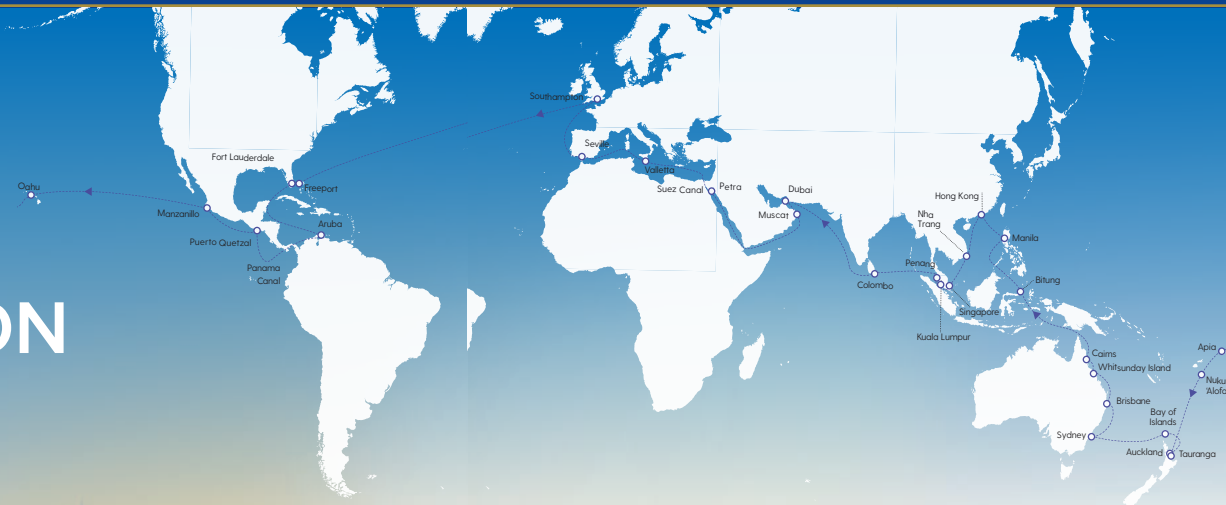 Southampton
Seville
Fort Lauderdale
Valletta
Oahu
Freeport
Suez Canal
Petra
Dubai
Hong Kong
Manzanillo
Muscat
Nha
Trang
Aruba
Puerto Quetzal
Manila
Panama
Canal
Penang
Colombo
Bitung
Singapore
ON
Kuala Lumpur
Apia
Cairns
Whitsunday Island
Nuku
Brisbane
Bay of
Islands
Sydney
Auckland
Tauranga